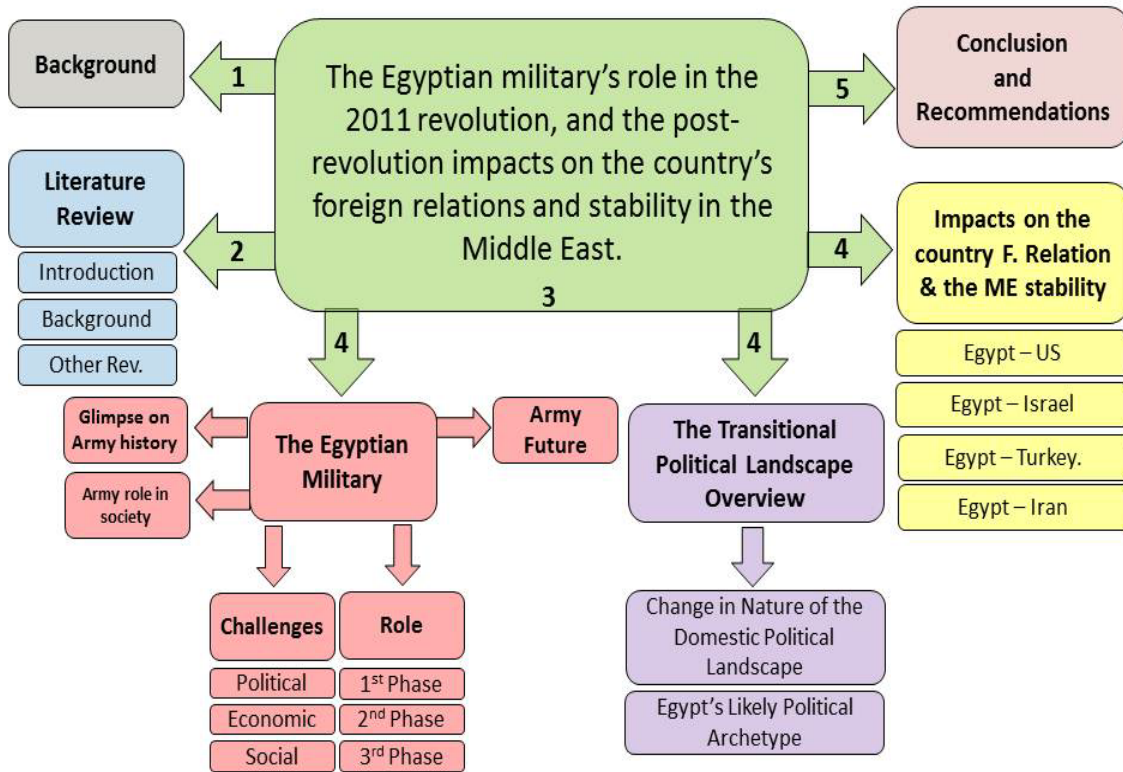 Background
1
The Egyptian military's role in the
2011 revolution, and the post-
revolution impacts on the country's
foreign relations and stability in the
Middle East.
3
5
Conclusion
and
Recommendations
Literature
Review
2
Introduction
Background
Other Rev.
4
Impacts on the
country F. Relation
& the ME stability
Egypt – US
Egypt – Israel
Egypt – Turkey.
Egypt – Iran
4
4
Glimpse on
Army history
Army role in
society
The Egyptian
Military
Army
Future
Challenges
Political
Economic
Social
Role
1st Phase
2nd Phase
3rd Phase
The Transitional
Political Landscape
Overview
Change in Nature of the
Domestic Political
Landscape
Egypt's Likely Political
Archetype